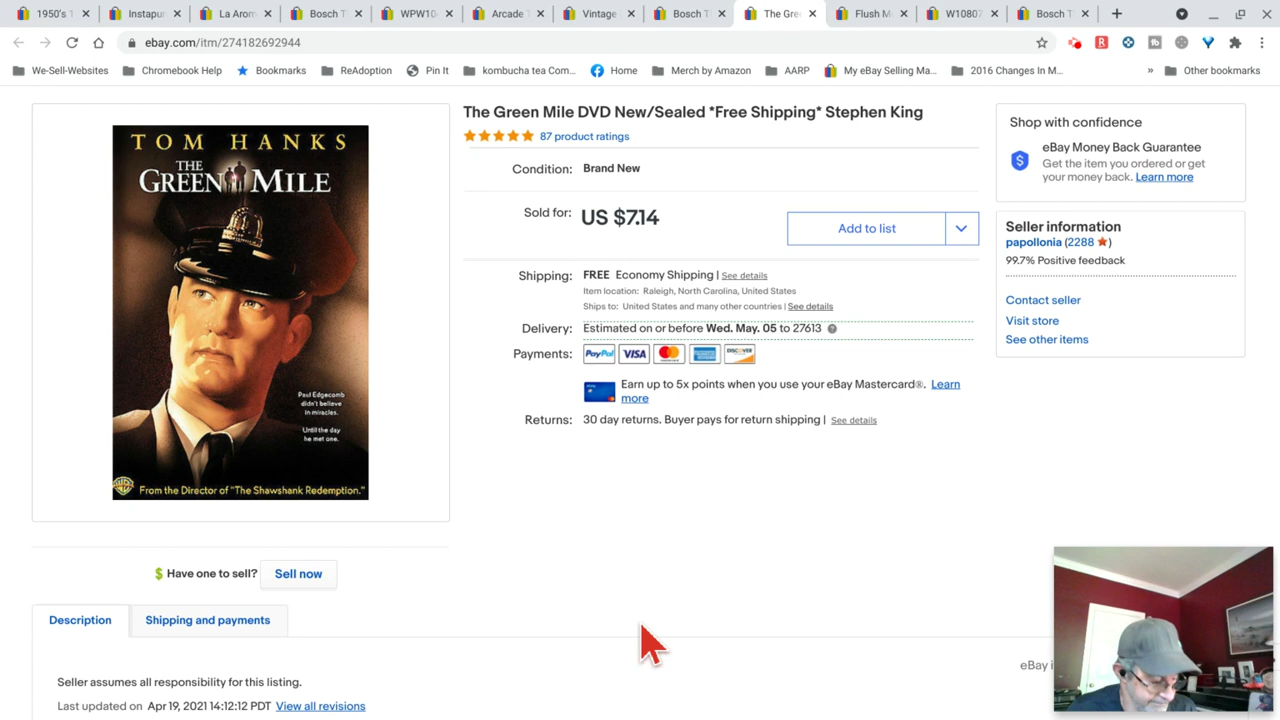 1950's 1
Instapu
La Arom
Bosch T
WPW10
Arcade T
Vintage
Bosch T
The Gre
Flush M
W10807
Bosch T
ebay.com/itm/274182692944
We-Sell-Websites
Chromebook Help
Bookmarks
ReAdoption
Pin It
kombucha tea Com...
Home
Merch by Amazon
AARP
My eBay Selling Ma...
2016 Changes In M...
» Other bookmarks
TOM HANKS
THE
GREEN MILE
Paul Edgecomb
didn't believe
in miracles.
Until the day
he met one.
From the Director of "The Shawshank Redemption."
The Green Mile DVD New/Sealed *Free Shipping* Stephen King
87 product ratings
Condition: Brand New
Sold for: US $7.14
Add to list
Shipping: FREE Economy Shipping | See details
Item location: Raleigh, North Carolina, United States
Ships to: United States and many other countries | See details
Delivery: Estimated on or before Wed. May. 05 to 27613
Payments: PayPal VISA MasterCard DISCOVER
Earn up to 5x points when you use your eBay Mastercard®. Learn
more
Returns: 30 day returns. Buyer pays for return shipping | See details
Shop with confidence
eBay Money Back Guarantee
Get the item you ordered or get
your money back. Learn more
Seller information
papollonia (2288 )
99.7% Positive feedback
Contact seller
Visit store
See other items
$ Have one to sell? Sell now
Description
Shipping and payments
eBay i
Seller assumes all responsibility for this listing.
Last updated on Apr 19, 2021 14:12:12 PDT View all revisions